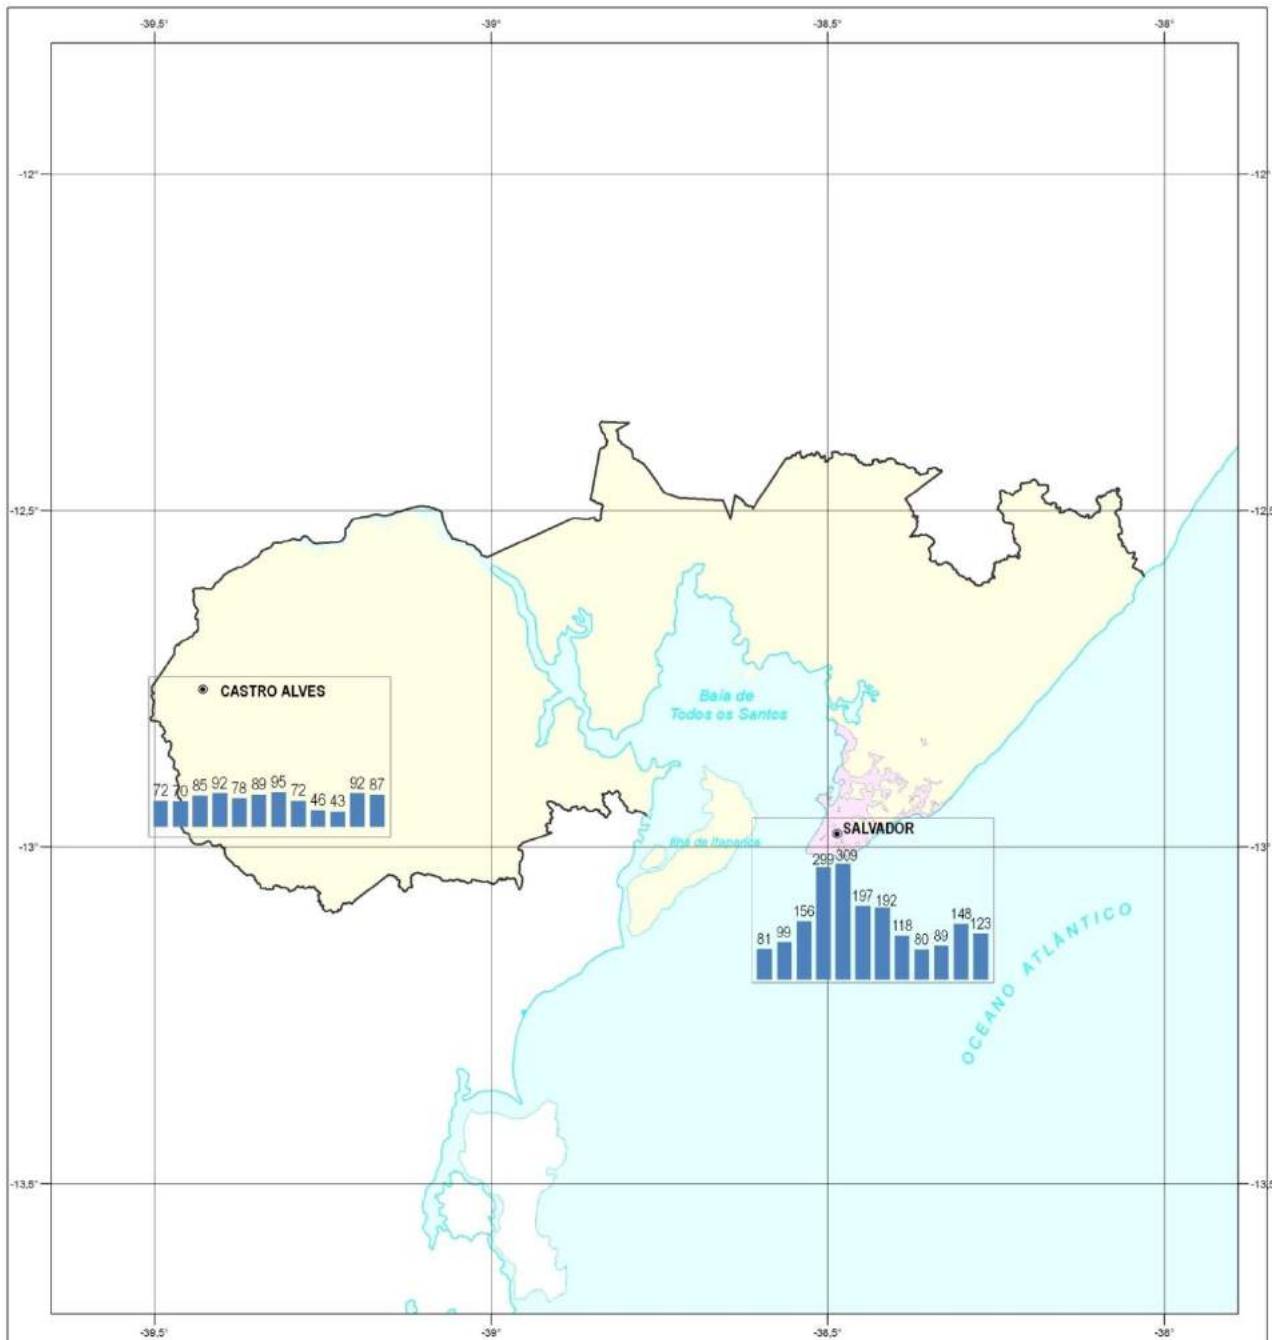 -39,5°
-39°
-38,5°
-38°
-12°
-12°
-12,5°
-12,5
CASTRO ALVES
72 70 85 92 78 89 95 72 46 43 92 87
Baía de
Todos os Santos
SALVADOR
Ilha de Itaparica
-13°
-13°
81 99 156 299 309 197 192 118 80 89 148 123
OCEANO ATLÂNTICO
-13,5°
-13,5
-39,5°
-39°
-38,5°
-38°